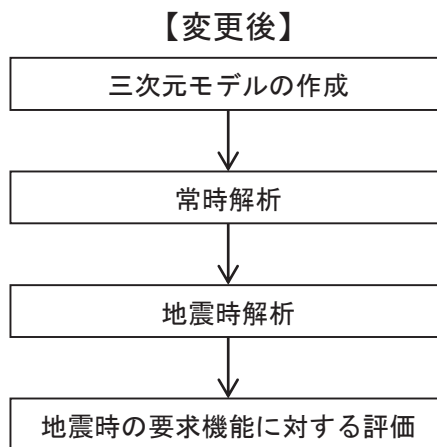 【変更後】
三次元モデルの作成
常時解析
地震時解析
地震時の要求機能に対する評価